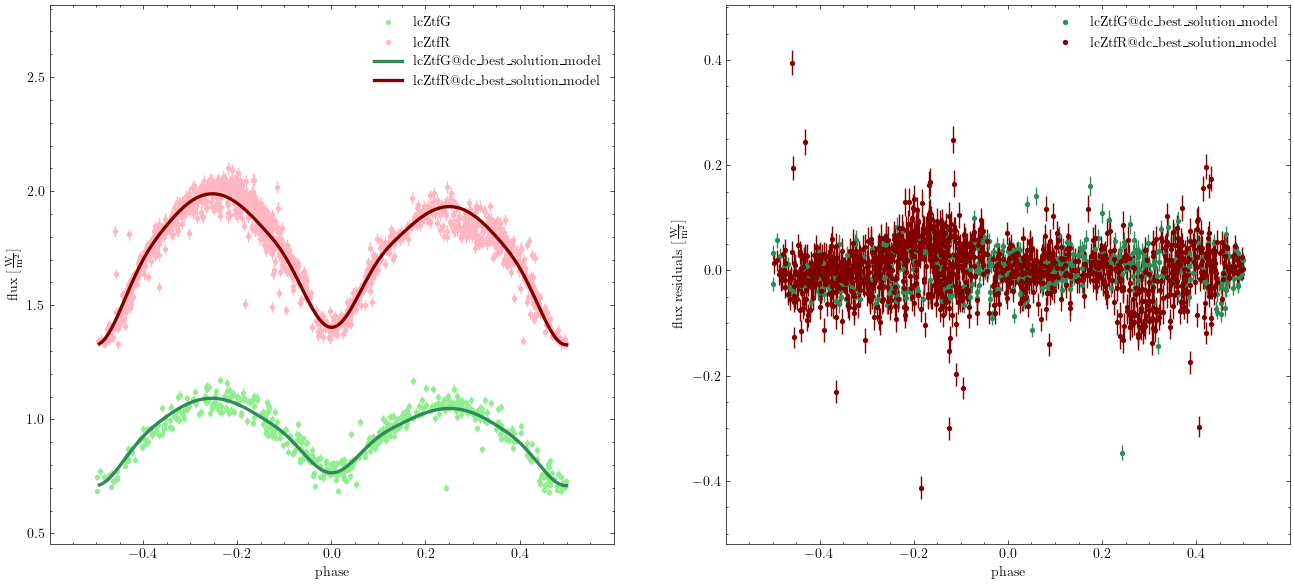 lcZtfG
lcZtfR
lcZtfG@dc_best_solution_model
lcZtfR@dc_best_solution_model
2.5
2.0
1.5
1.0
0.5
flux [W/m²]
−0.4 −0.2 0.0 0.2 0.4
phase
lcZtfG@dc_best_solution_model
lcZtfR@dc_best_solution_model
0.4
0.2
0.0
−0.2
−0.4
flux residuals [W/m²]
−0.4 −0.2 0.0 0.2 0.4
phase